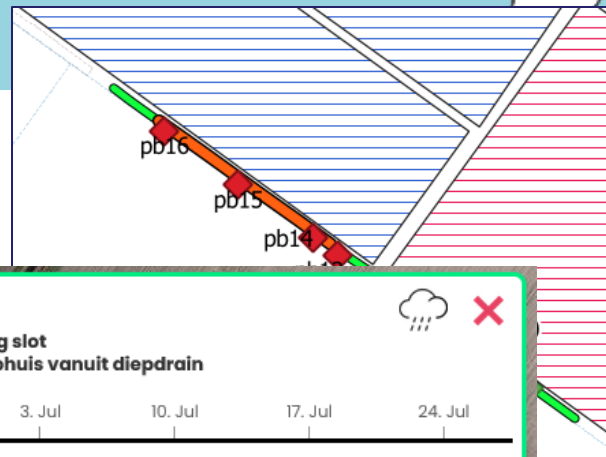 pb16
pb15
pb14
g slot
phuis vanuit diepdrain
3. Jul
10. Jul
17. Jul
24. Jul